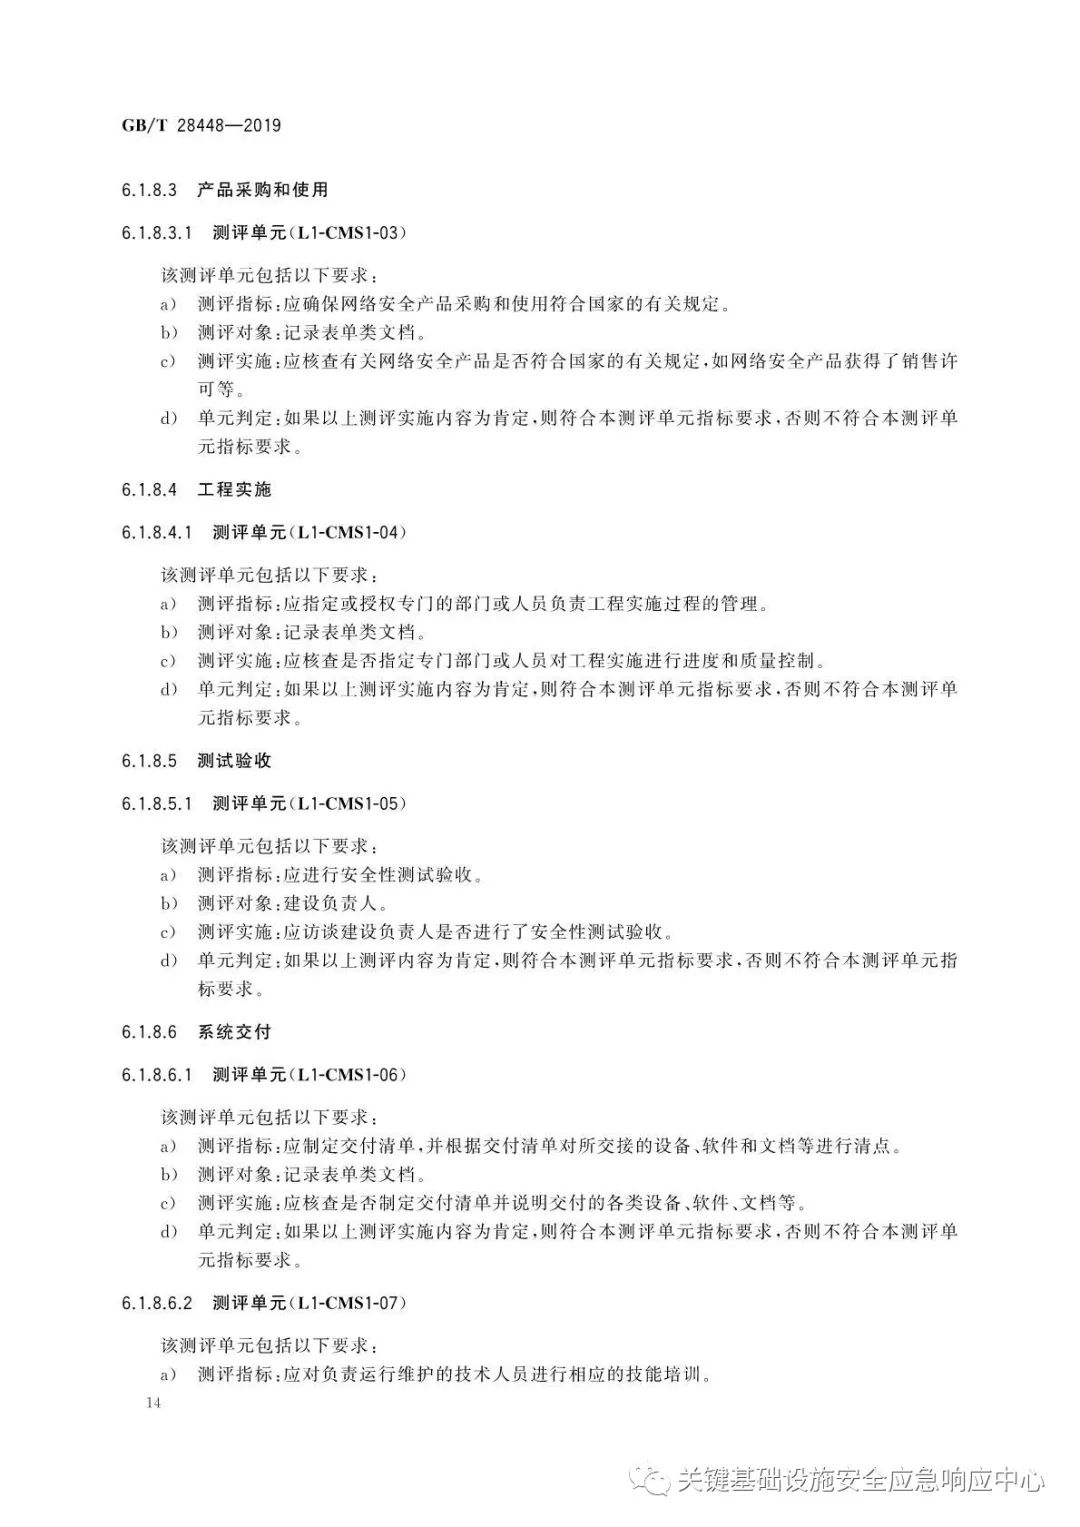 GB/T 28448—2019
6.1.8.3 产品采购和使用
6.1.8.3.1 测评单元(L1-CMS1-03)
该测评单元包括以下要求:
a) 测评指标:应确保网络安全产品采购和使用符合国家的有关规定。
b) 测评对象:记录表单类文档。
c) 测评实施:应核查有关网络安全产品是否符合国家的有关规定,如网络安全产品获得了销售许
可等。
d) 单元判定:如果以上测评实施内容为肯定,则符合本测评单元指标要求,否则不符合本测评单
元指标要求。
6.1.8.4 工程实施
6.1.8.4.1 测评单元(L1-CMS1-04)
该测评单元包括以下要求:
a) 测评指标:应指定或授权专门的部门或人员负责工程实施过程的管理。
b) 测评对象:记录表单类文档。
c) 测评实施:应核查是否指定专门部门或人员对工程实施进行进度和质量控制。
d) 单元判定:如果以上测评实施内容为肯定,则符合本测评单元指标要求,否则不符合本测评单
元指标要求。
6.1.8.5 测试验收
6.1.8.5.1 测评单元(L1-CMS1-05)
该测评单元包括以下要求:
a) 测评指标:应进行安全性测试验收。
b) 测评对象:建设负责人。
c) 测评实施:应访谈建设负责人是否进行了安全性测试验收。
d) 单元判定:如果以上测评内容为肯定,则符合本测评单元指标要求,否则不符合本测评单元指
标要求。
6.1.8.6 系统交付
6.1.8.6.1 测评单元(L1-CMS1-06)
该测评单元包括以下要求:
a) 测评指标:应制定交付清单,并根据交付清单对所交接的设备、软件和文档等进行清点。
b) 测评对象:记录表单类文档。
c) 测评实施:应核查是否制定交付清单并说明交付的各类设备、软件、文档等。
d) 单元判定:如果以上测评实施内容为肯定,则符合本测评单元指标要求,否则不符合本测评单
元指标要求。
6.1.8.6.2 测评单元(L1-CMS1-07)
该测评单元包括以下要求:
a) 测评指标:应对负责运行维护的技术人员进行相应的技能培训。
14
关键基础设施安全应急响应中心